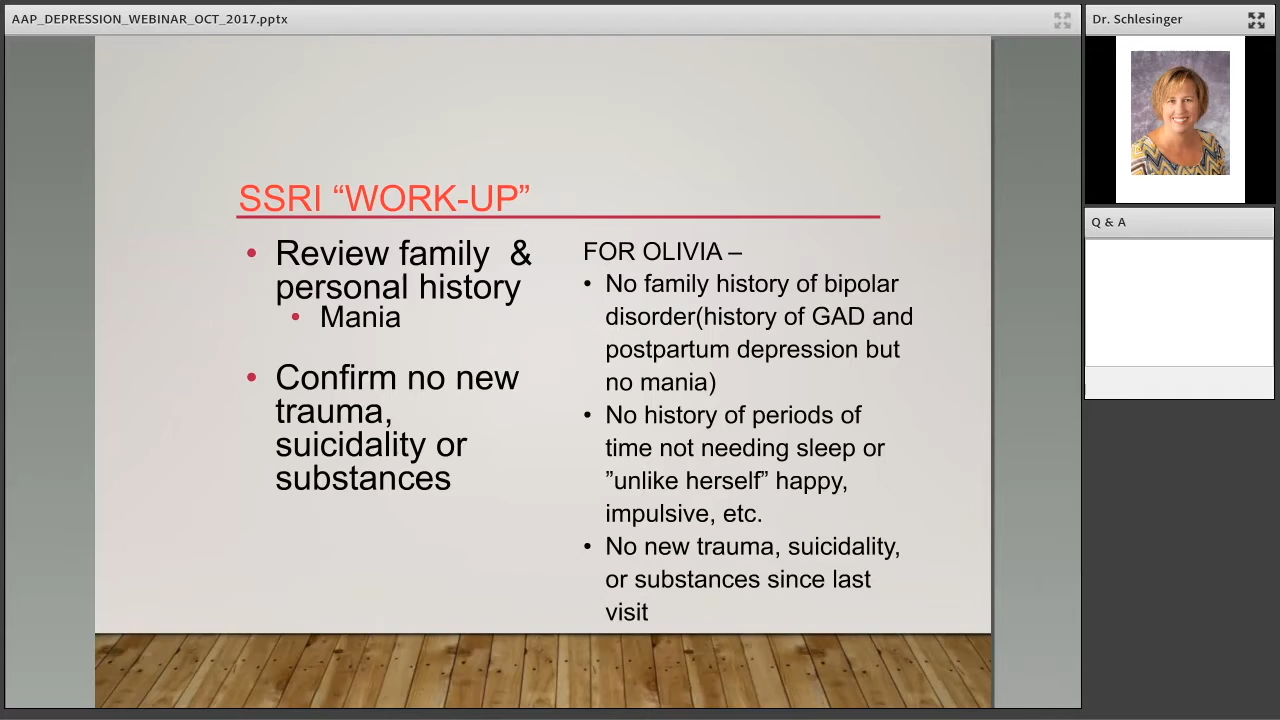 AAP_DEPRESSION_WEBINAR_OCT_2017.pptx
Dr. Schlesinger
Q & A
SSRI “WORK-UP”
• Review family &
personal history
• Mania
• Confirm no new
trauma,
suicidality or
substances
FOR OLIVIA –
• No family history of bipolar
disorder(history of GAD and
postpartum depression but
no mania)
• No history of periods of
time not needing sleep or
”unlike herself” happy,
impulsive, etc.
• No new trauma, suicidality,
or substances since last
visit